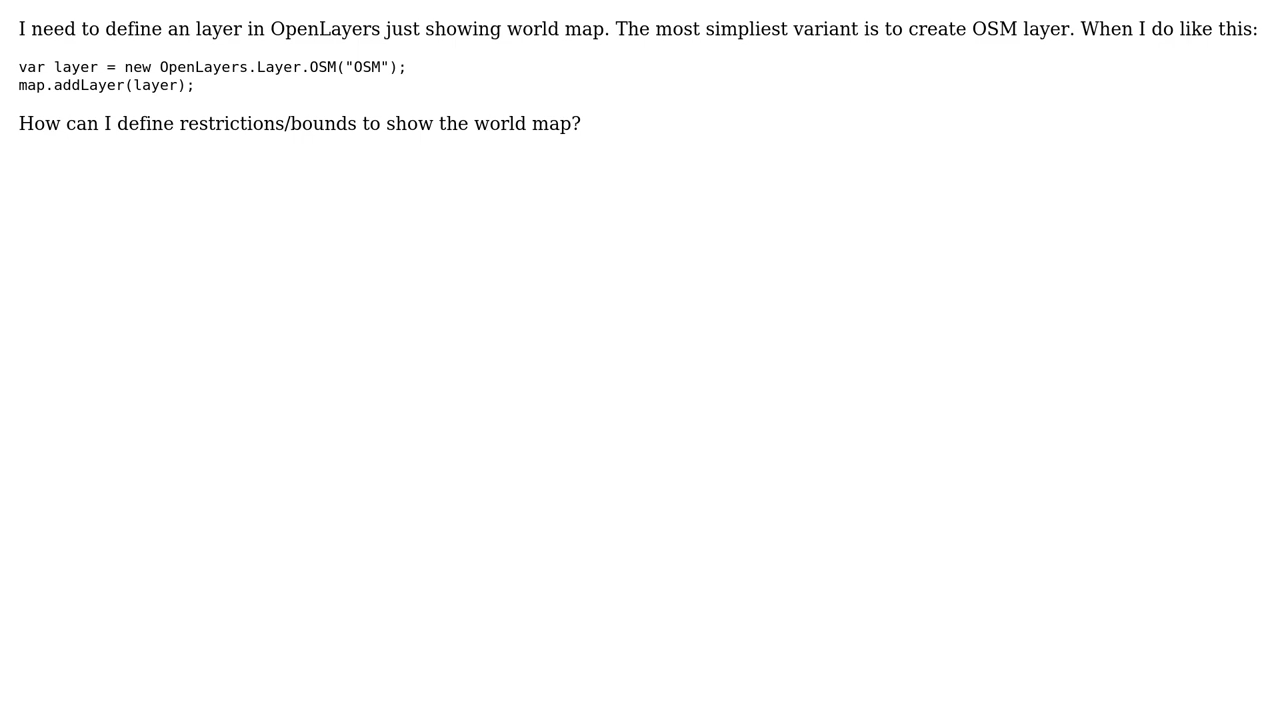 I need to define an layer in OpenLayers just showing world map. The most simpliest variant is to create OSM layer. When I do like this:
var layer = new OpenLayers.Layer.OSM("OSM");
map.addLayer(layer);
How can I define restrictions/bounds to show the world map?